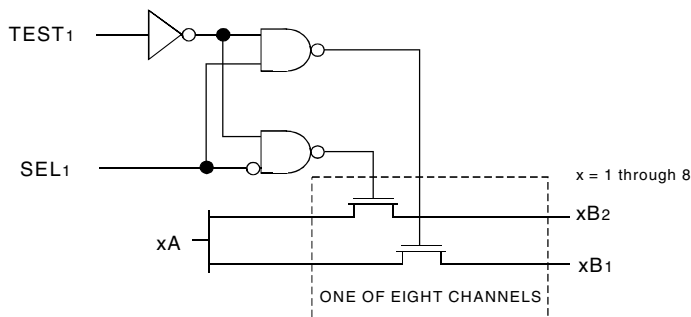 TEST1
SEL1
x = 1 through 8
xB2
xA
xB1
ONE OF EIGHT CHANNELS